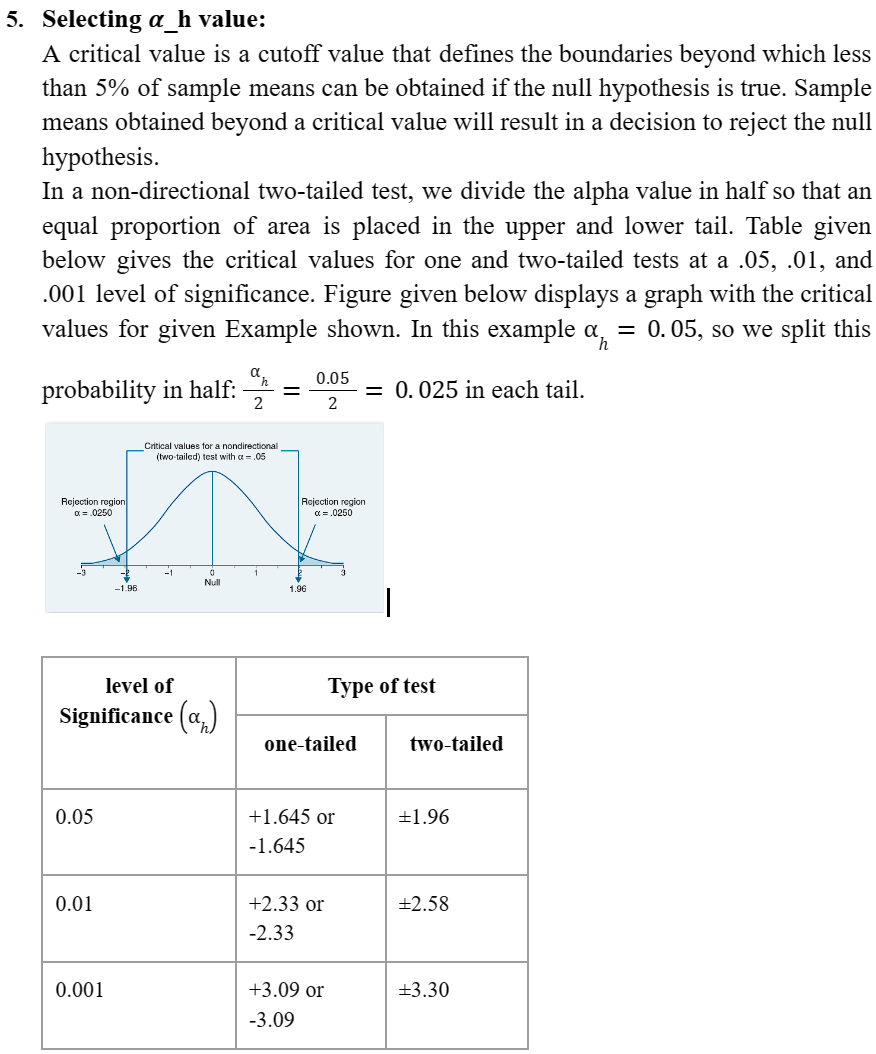 5. Selecting α_h value:
A critical value is a cutoff value that defines the boundaries beyond which less
than 5% of sample means can be obtained if the null hypothesis is true. Sample
means obtained beyond a critical value will result in a decision to reject the null
hypothesis.
In a non-directional two-tailed test, we divide the alpha value in half so that an
equal proportion of area is placed in the upper and lower tail. Table given
below gives the critical values for one and two-tailed tests at a .05, .01, and
.001 level of significance. Figure given below displays a graph with the critical
values for given Example shown. In this example α_h = 0.05, so we split this
probability in half: α_h/2 = 0.05/2 = 0.025 in each tail.
Critical values for a nondirectional
(two-tailed) test with α = .05
Rejection region
α = .0250
Rejection region
α = .0250
-3 -2 -1 0 1 2 3
Null
-1.96
1.96
level of
Significance (α_h)
Type of test
one-tailed two-tailed
0.05 +1.645 or ±1.96
-1.645
0.01 +2.33 or ±2.58
-2.33
0.001 +3.09 or ±3.30
-3.09